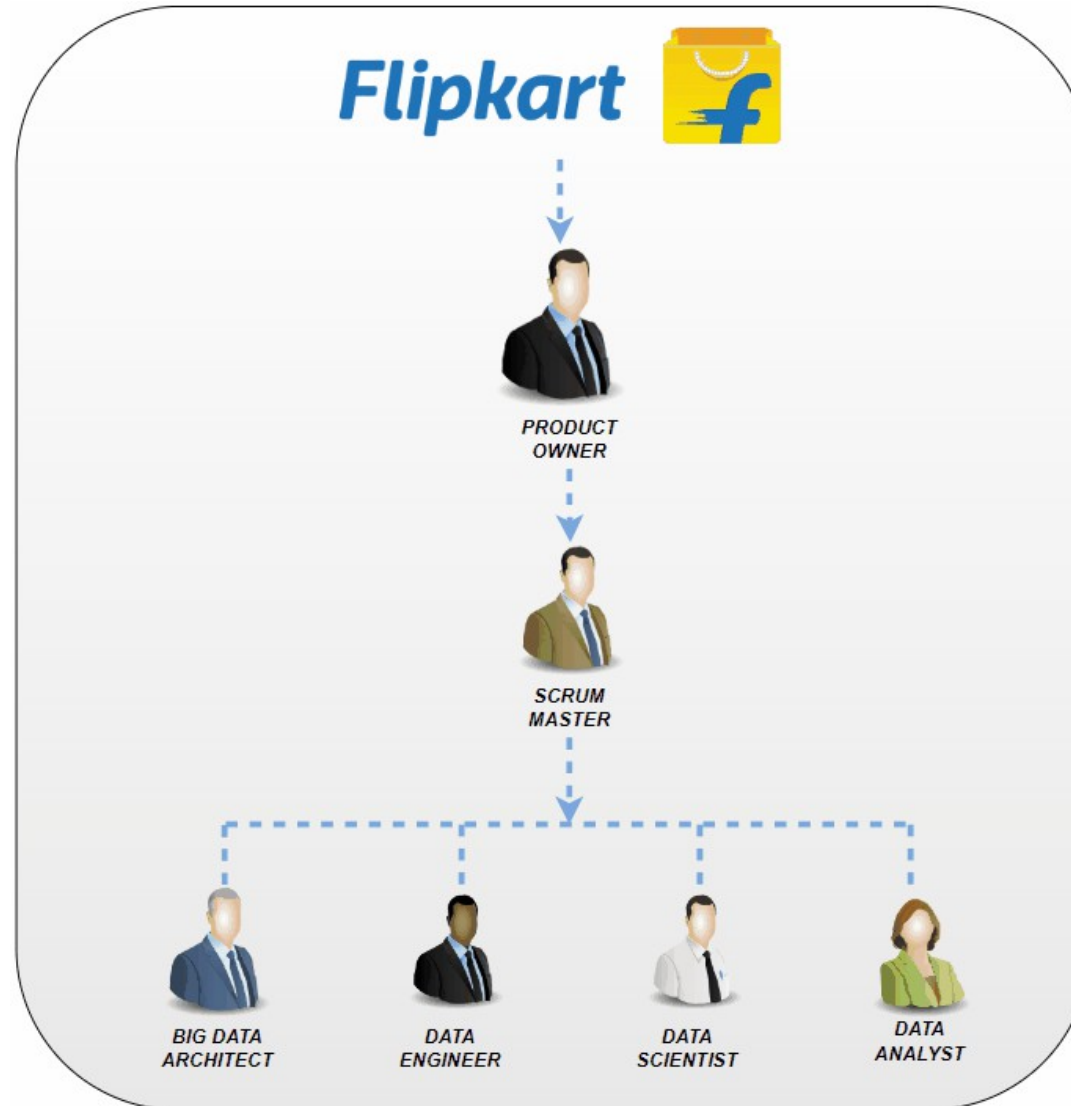 Flipkart
f
PRODUCT
OWNER
SCRUM
MASTER
BIG DATA
ARCHITECT
DATA
ENGINEER
DATA
SCIENTIST
DATA
ANALYST